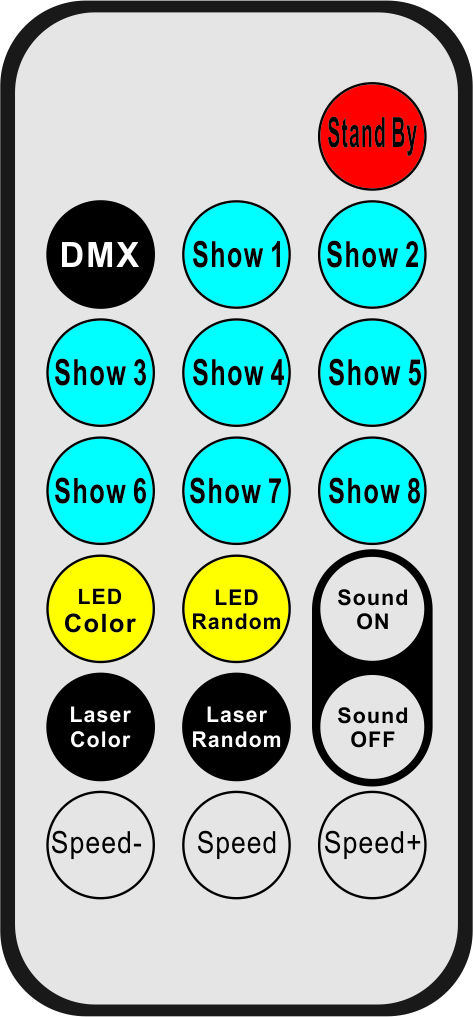 Stand By
DMX
Show 1
Show 2
Show 3
Show 4
Show 5
Show 6
Show 7
Show 8
LED
Color
LED
Random
Sound
ON
Laser
Color
Laser
Random
Sound
OFF
Speed-
Speed
Speed+